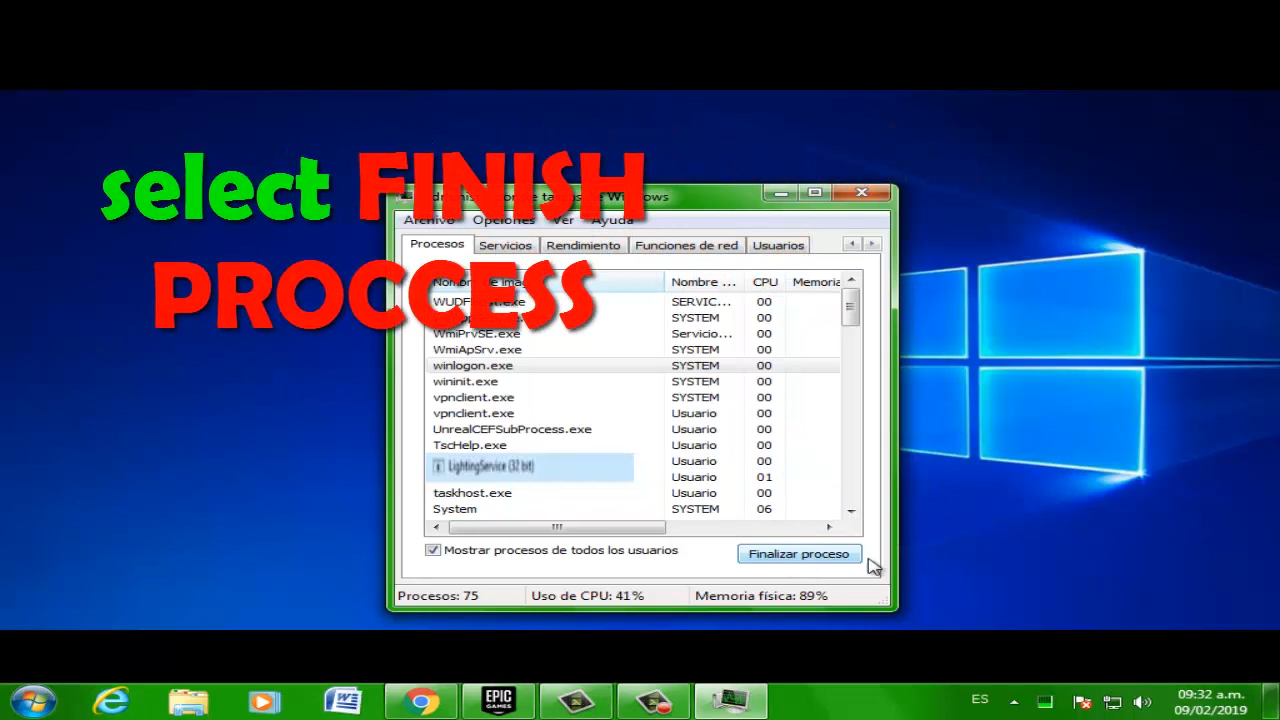 select FINISH
PROCCESS
Archivo Opciones Ver Ayuda
Procesos Servicios Rendimiento Funciones de red Usuarios
Nombre ... CPU Memoria
SERVIC... 00
SYSTEM 00
WmiPrvSE.exe Servicio... 00
WmiApSrv.exe SYSTEM 00
winlogon.exe SYSTEM 00
wininit.exe SYSTEM 00
vpnclient.exe SYSTEM 00
vpnclient.exe Usuario 00
UnrealCEFSubProcess.exe Usuario 00
TscHelp.exe Usuario 00
LightingService (32 bit) Usuario 00
Usuario 01
taskhost.exe Usuario 00
System SYSTEM 06
Mostrar procesos de todos los usuarios Finalizar proceso
Procesos: 75 Uso de CPU: 41% Memoria física: 89%
EPIC
GAMES
ES
09:32 a.m.
09/02/2019